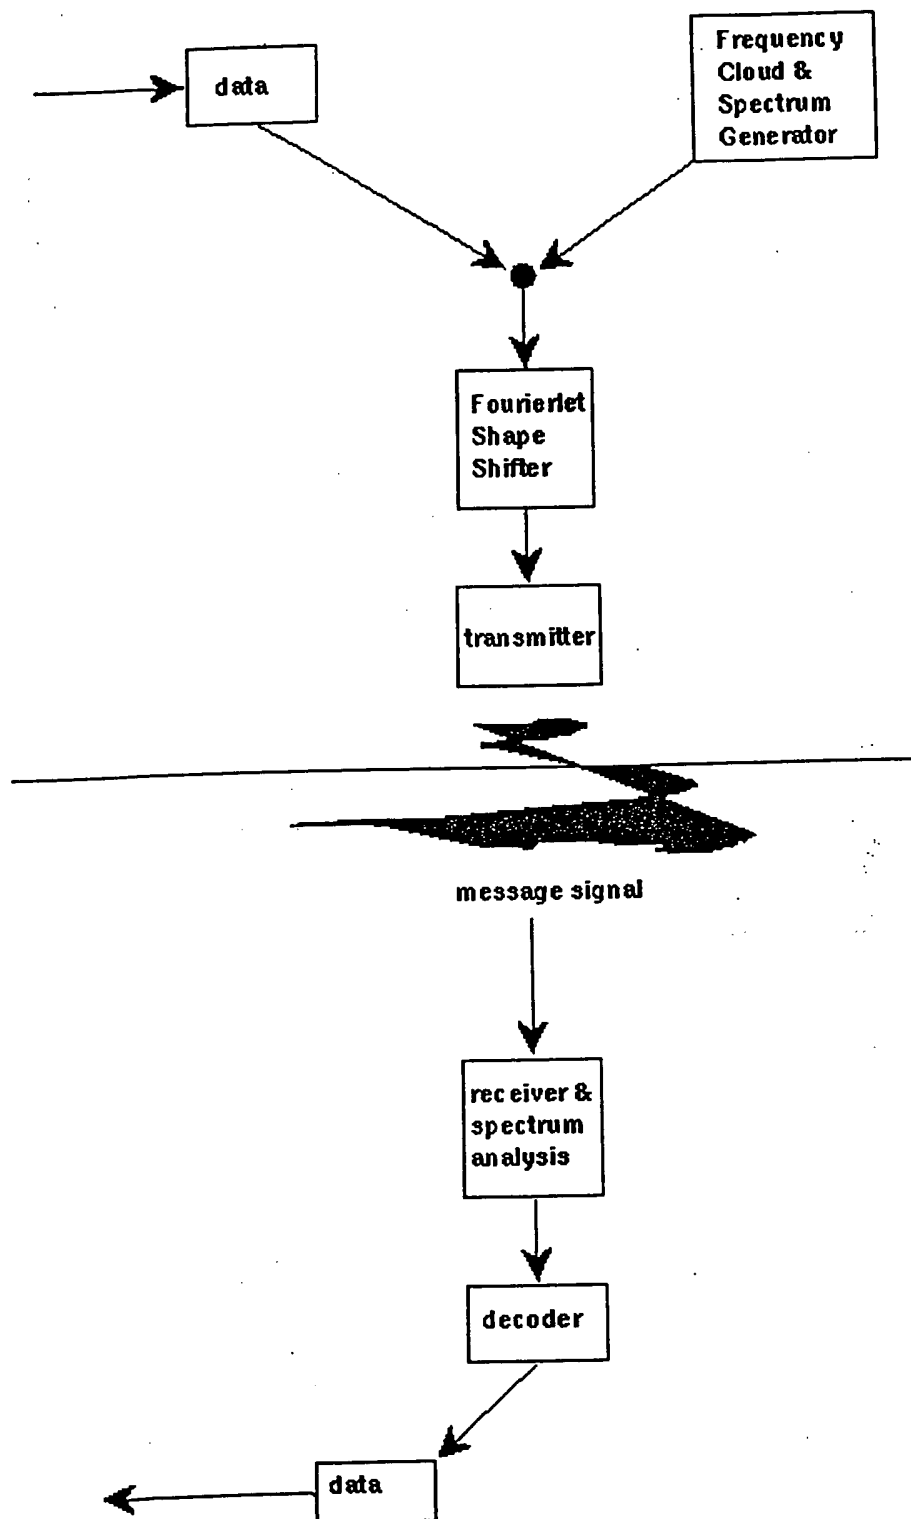 data
Frequency
Cloud &
Spectrum
Generator
Fourierlet
Shape
Shifter
transmitter
message signal
receiver &
spectrum
analysis
decoder
data